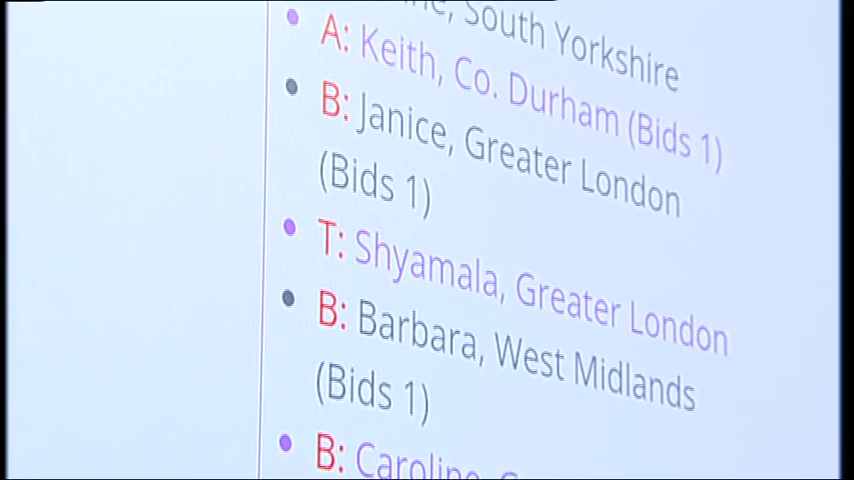 South Yorkshire
A: Keith, Co. Durham (Bids 1)
B: Janice, Greater London
(Bids 1)
T: Shyamala, Greater London
B: Barbara, West Midlands
(Bids 1)
B: Caroline,